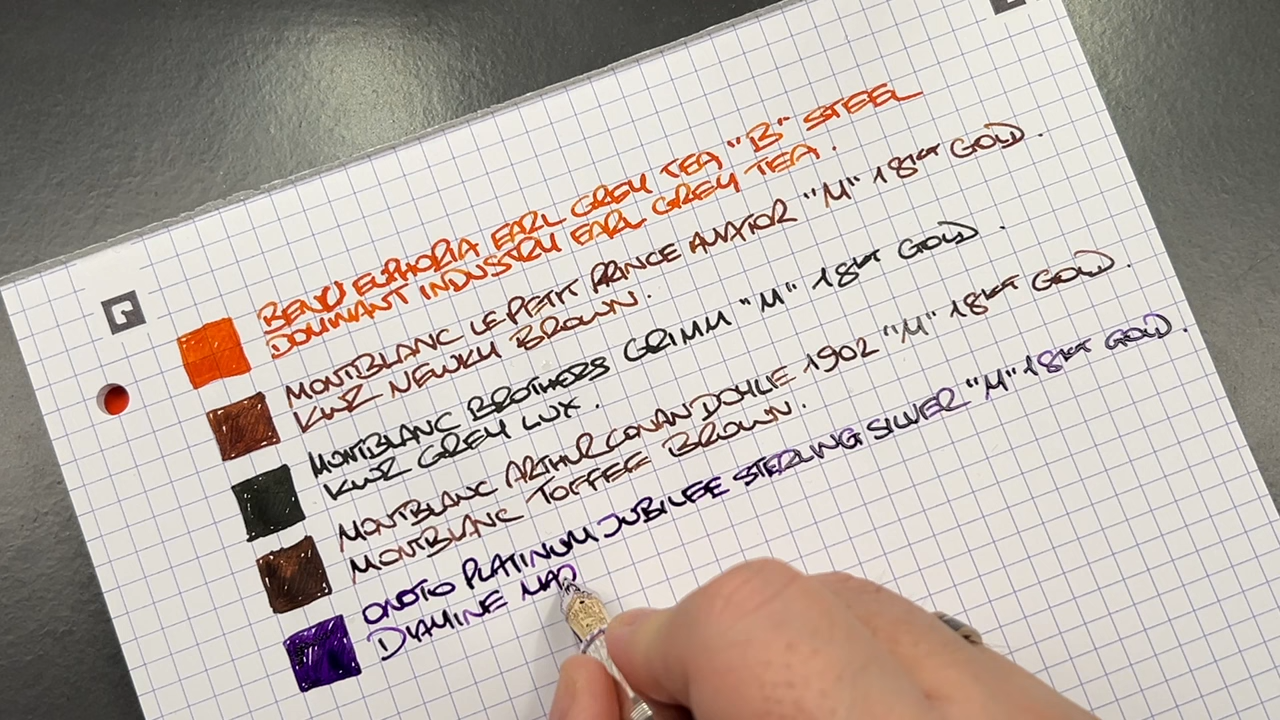 BENU EUPHORIA EARL GREY TEA "B" STEEL
DOMINANT INDUSTRY EARL GREY TEA.
MONTBLANC LE PETIT PRINCE AVIATOR "M" 18KT GOLD.
KWZ NEWKY BROWN.
MONTBLANC BROTHERS GRIMM "M" 18KT GOLD.
KWZ GREY LUX.
MONTBLANC ARTHUR CONAN DOYLE 1902 "M" 18KT GOLD.
MONTBLANC TOFFEE BROWN.
ONOTO PLATINUM JUBILEE STERLING SILVER "M" 18KT GOLD.
DIAMINE